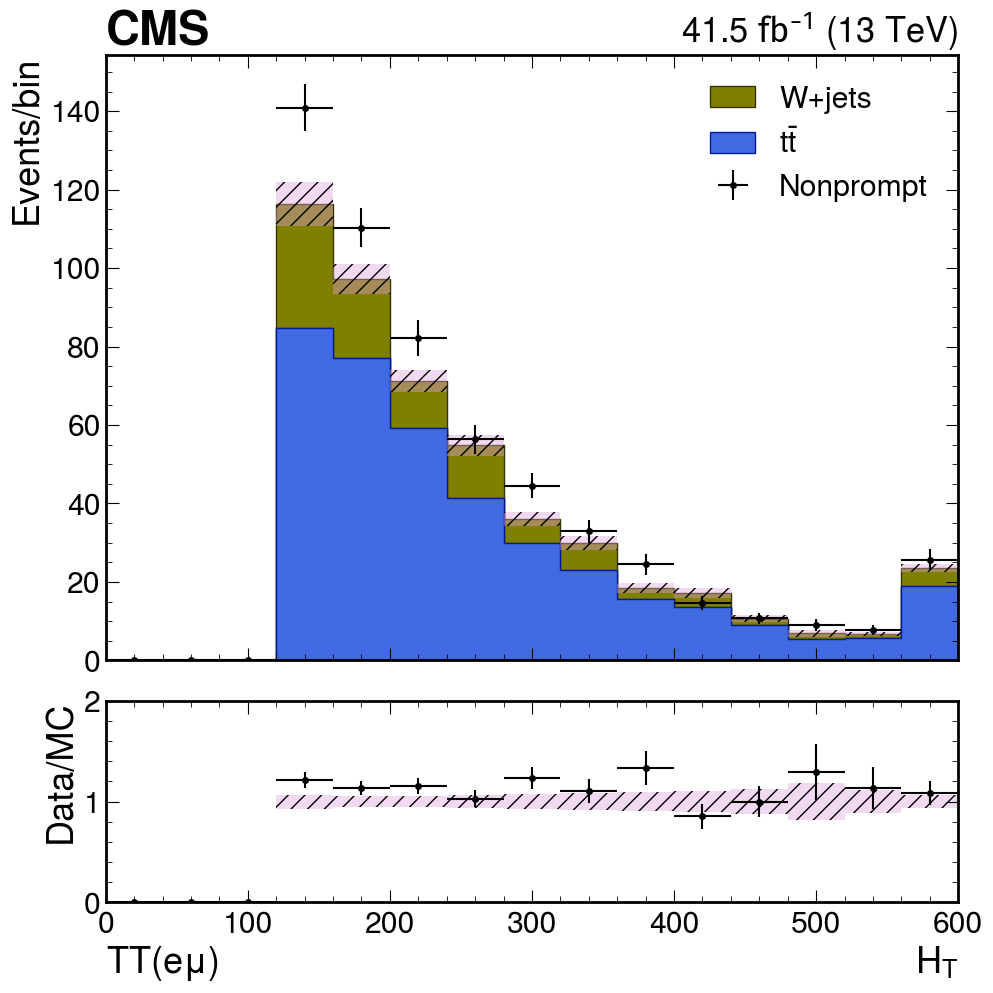 CMS 41.5 fb⁻¹ (13 TeV)
Events/bin
140
120
100
80
60
40
20
0
W+jets
tt̄
Nonprompt
Data/MC
2
1
0
0 100 200 300 400 500 600
TT(eμ) H_T